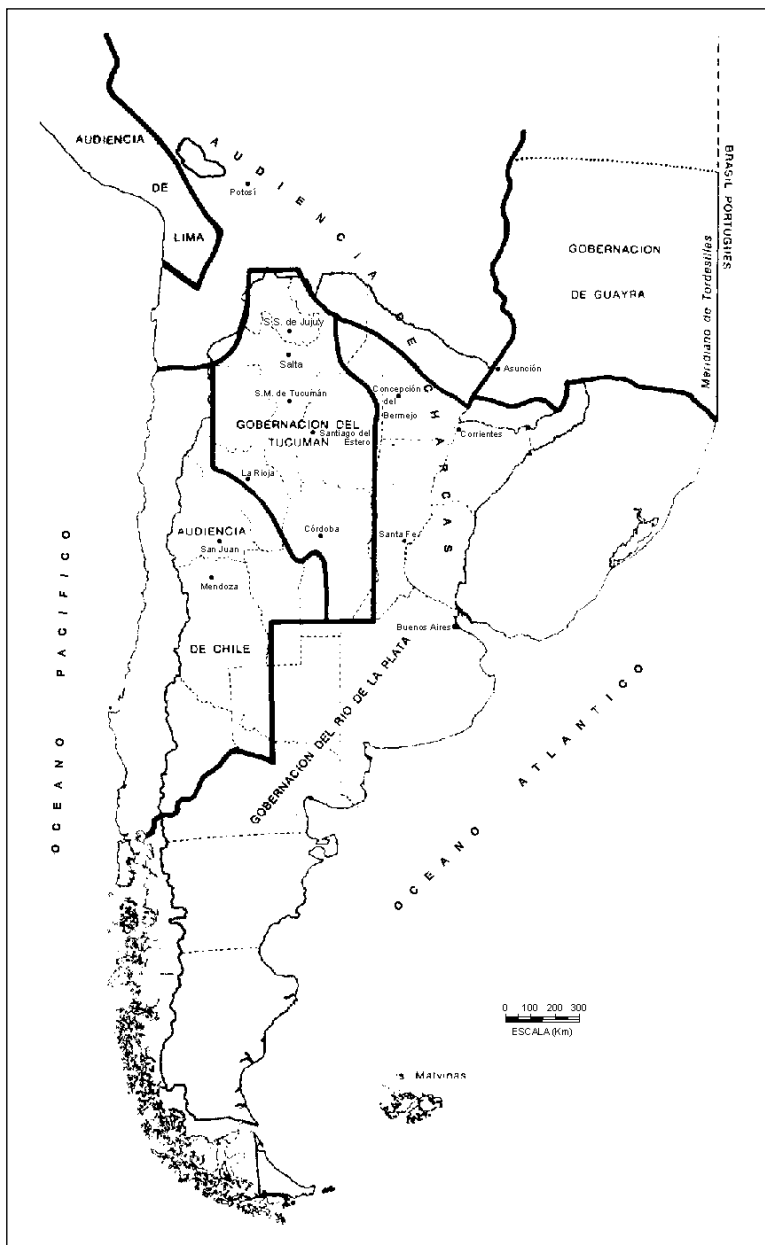 AUDIENCIA
DE
LIMA
AUDIENCIA DE CHARCAS
Potosí
BRASIL PORTUGUES
Meridiano de Tordesillas
GOBERNACION
DE GUAYRA
S.S. de Jujuy
Salta
Asunción
S.M. de Tucumán
Concepción
del
Bermejo
GOBERNACION DEL
TUCUMAN
Santiago del
Estero
Corrientes
La Rioja
AUDIENCIA
San Juan
Córdoba
Santa Fe
Mendoza
Buenos Aires
DE CHILE
GOBERNACION DEL RIO DE LA PLATA
OCEANO PACIFICO
OCEANO ATLANTICO
0 100 200 300
ESCALA (Km)
s Malvinas